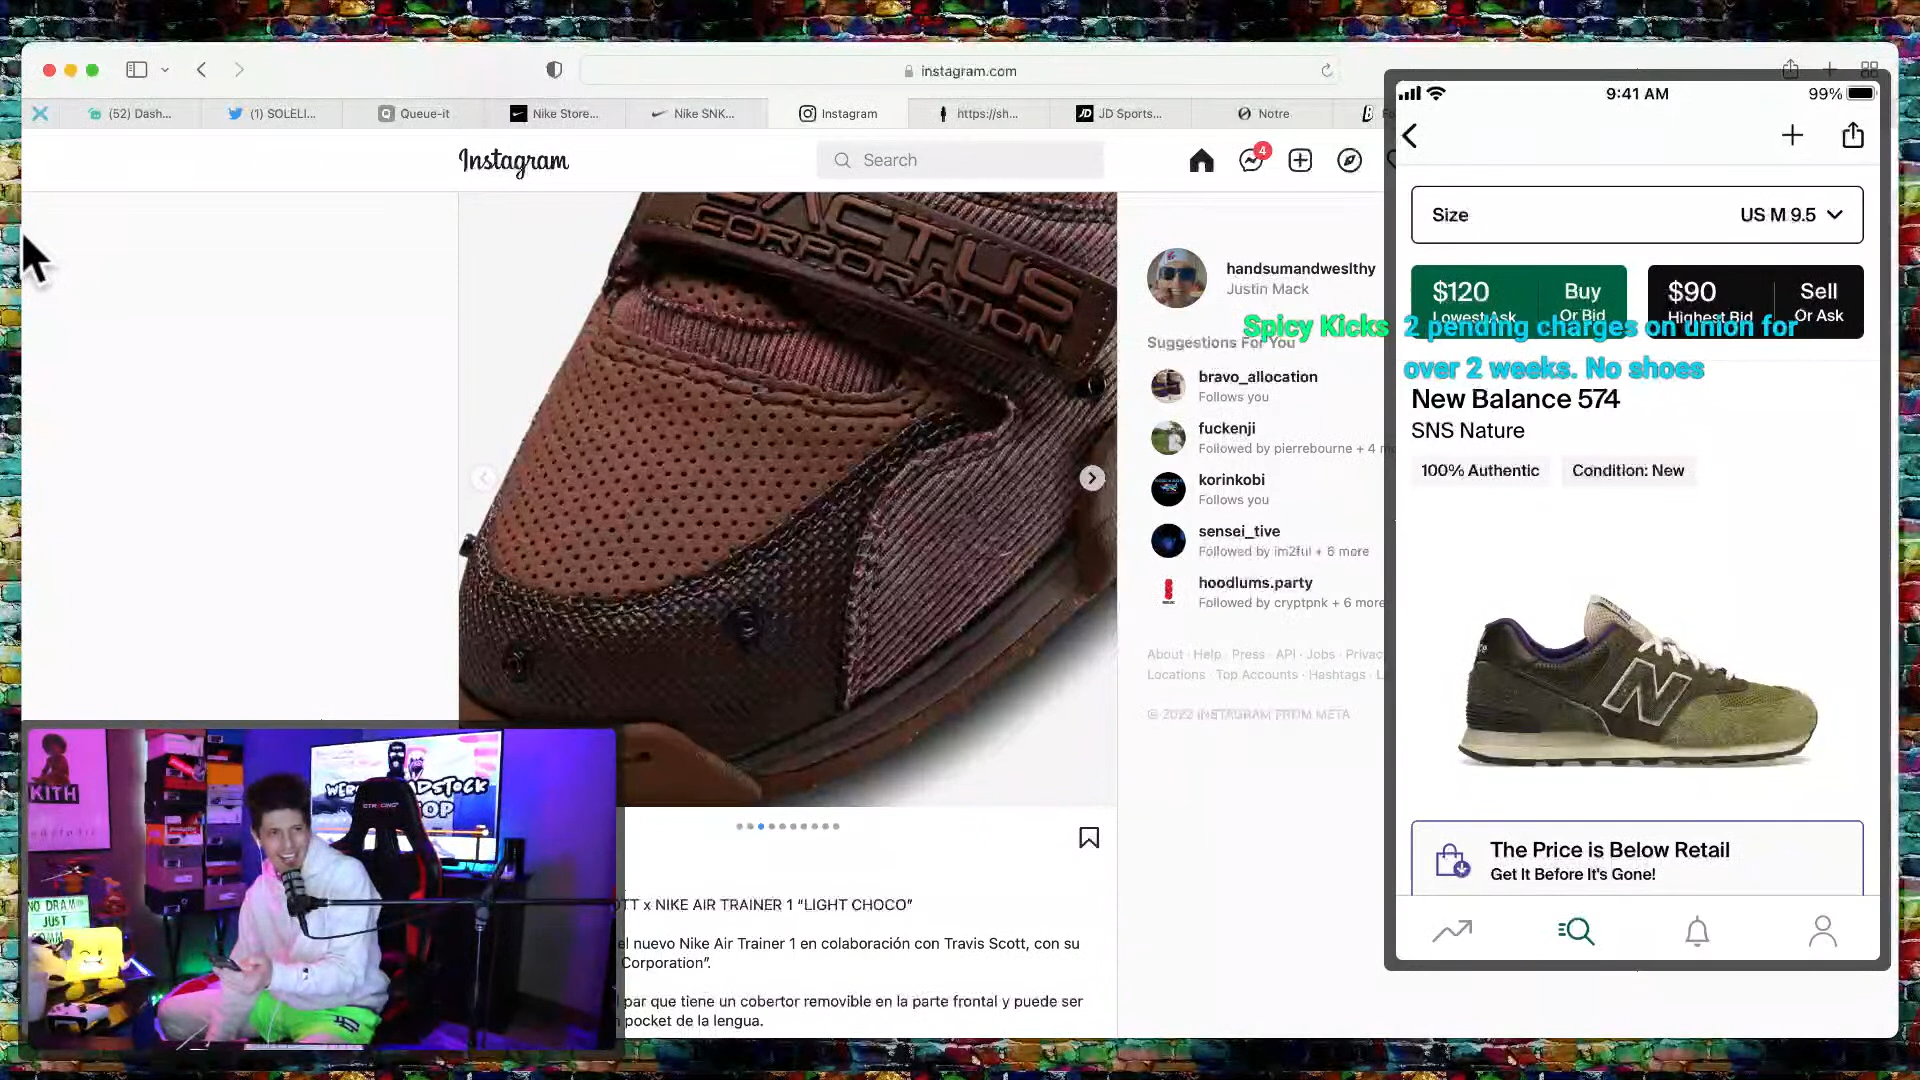 instagram.com
(52) Dash...
(1) SOLELI...
Queue-it
Nike Store...
Nike SNK...
Instagram
https://sh...
JD Sports...
Notre
Instagram
Search
4
CACTUS
CORPORATION
handsumandweslthy
Justin Mack
Suggestions For You
bravo_allocation
Follows you
fuckenji
Followed by pierrebourne + 4 m
korinkobi
Follows you
sensei_tive
Followed by im2ful + 6 more
hoodlums.party
Followed by cryptpnk + 6 more
About · Help · Press · API · Jobs · Privac
Locations · Top Accounts · Hashtags · L
© 2022 INSTAGRAM FROM META
TT x NIKE AIR TRAINER 1 “LIGHT CHOCO”
el nuevo Nike Air Trainer 1 en colaboración con Travis Scott, con su
Corporation”.
par que tiene un cobertor removible en la parte frontal y puede ser
pocket de la lengua.
9:41 AM
99%
Size
US M 9.5
$120
Lowest Ask
Buy
Or Bid
$90
Highest Bid
Sell
Or Ask
Spicy Kicks 2 pending charges on union for
over 2 weeks. No shoes
New Balance 574
SNS Nature
100% Authentic
Condition: New
N
The Price is Below Retail
Get It Before It's Gone!
KITH
NO DRAM
JUST